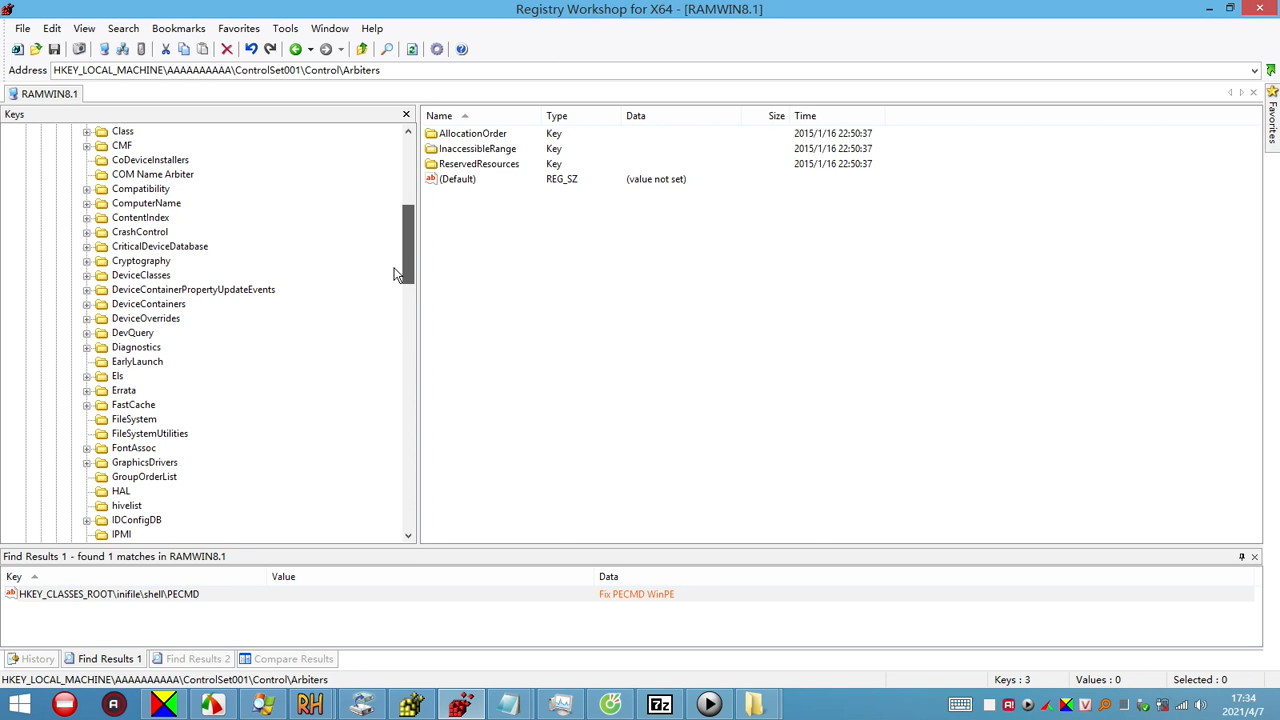 Registry Workshop for X64 - [RAMWIN8.1]
File Edit View Search Bookmarks Favorites Tools Window Help
Address HKEY_LOCAL_MACHINE\AAAAAAAAAA\ControlSet001\Control\Arbiters
RAMWIN8.1
Keys
Class
CMF
CoDeviceInstallers
COM Name Arbiter
Compatibility
ComputerName
ContentIndex
CrashControl
CriticalDeviceDatabase
Cryptography
DeviceClasses
DeviceContainerPropertyUpdateEvents
DeviceContainers
DeviceOverrides
DevQuery
Diagnostics
EarlyLaunch
Els
Errata
FastCache
FileSystem
FileSystemUtilities
FontAssoc
GraphicsDrivers
GroupOrderList
HAL
hivelist
IDConfigDB
IPMI
Name Type Data Size Time
AllocationOrder Key 2015/1/16 22:50:37
InaccessibleRange Key 2015/1/16 22:50:37
ReservedResources Key 2015/1/16 22:50:37
(Default) REG_SZ (value not set)
Favorites
Find Results 1 - found 1 matches in RAMWIN8.1
Key Value Data
HKEY_CLASSES_ROOT\inifile\shell\PECMD Fix PECMD WinPE
History Find Results 1 Find Results 2 Compare Results
HKEY_LOCAL_MACHINE\AAAAAAAAAA\ControlSet001\Control\Arbiters Keys : 3 Values : 0 Selected : 0
RH 7z
17:34
2021/4/7